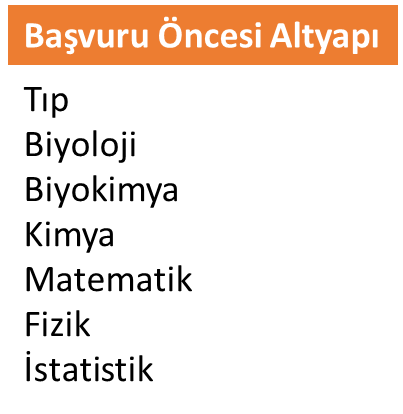 Başvuru Öncesi Altyapı
Tıp
Biyoloji
Biyokimya
Kimya
Matematik
Fizik
İstatistik